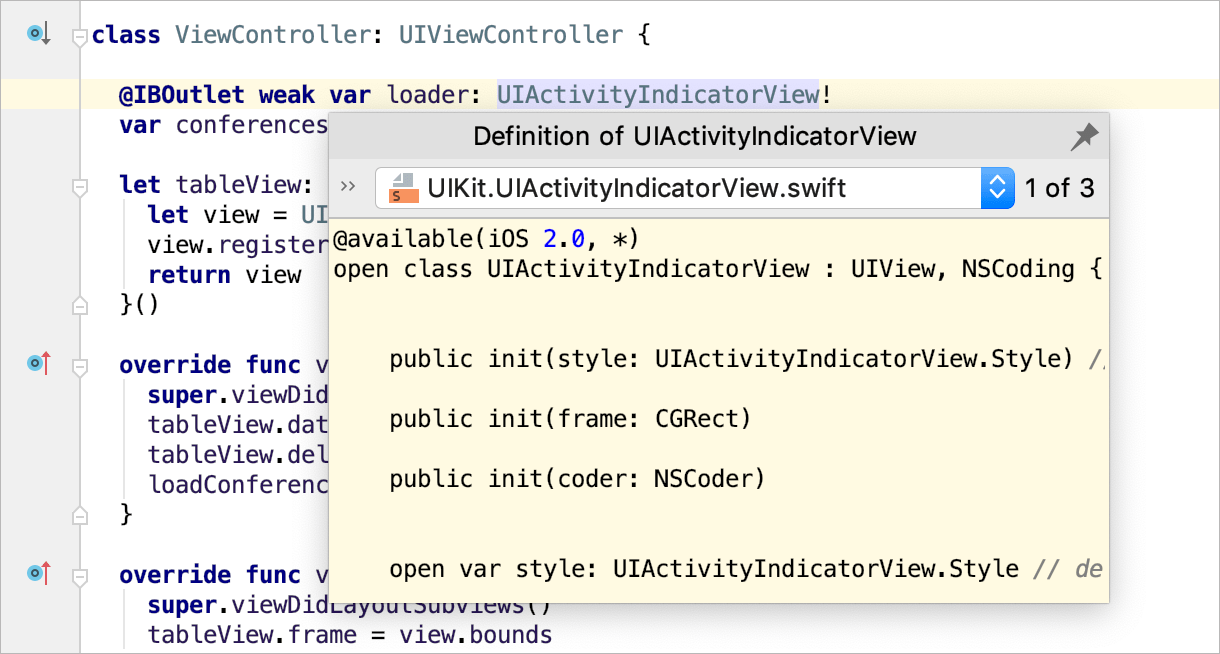 class ViewController: UIViewController {
@IBOutlet weak var loader: UIActivityIndicatorView!
var conferences
Definition of UIActivityIndicatorView
UIKit.UIActivityIndicatorView.swift 1 of 3
@available(iOS 2.0, *)
open class UIActivityIndicatorView : UIView, NSCoding {
public init(style: UIActivityIndicatorView.Style) //
public init(frame: CGRect)
public init(coder: NSCoder)
open var style: UIActivityIndicatorView.Style // de
let tableView:
let view = UI
view.register
return view
}()
override func v
super.viewDid
tableView.dat
tableView.del
loadConferenc
}
override func v
super.viewDidLayoutSubviews()
tableView.frame = view.bounds